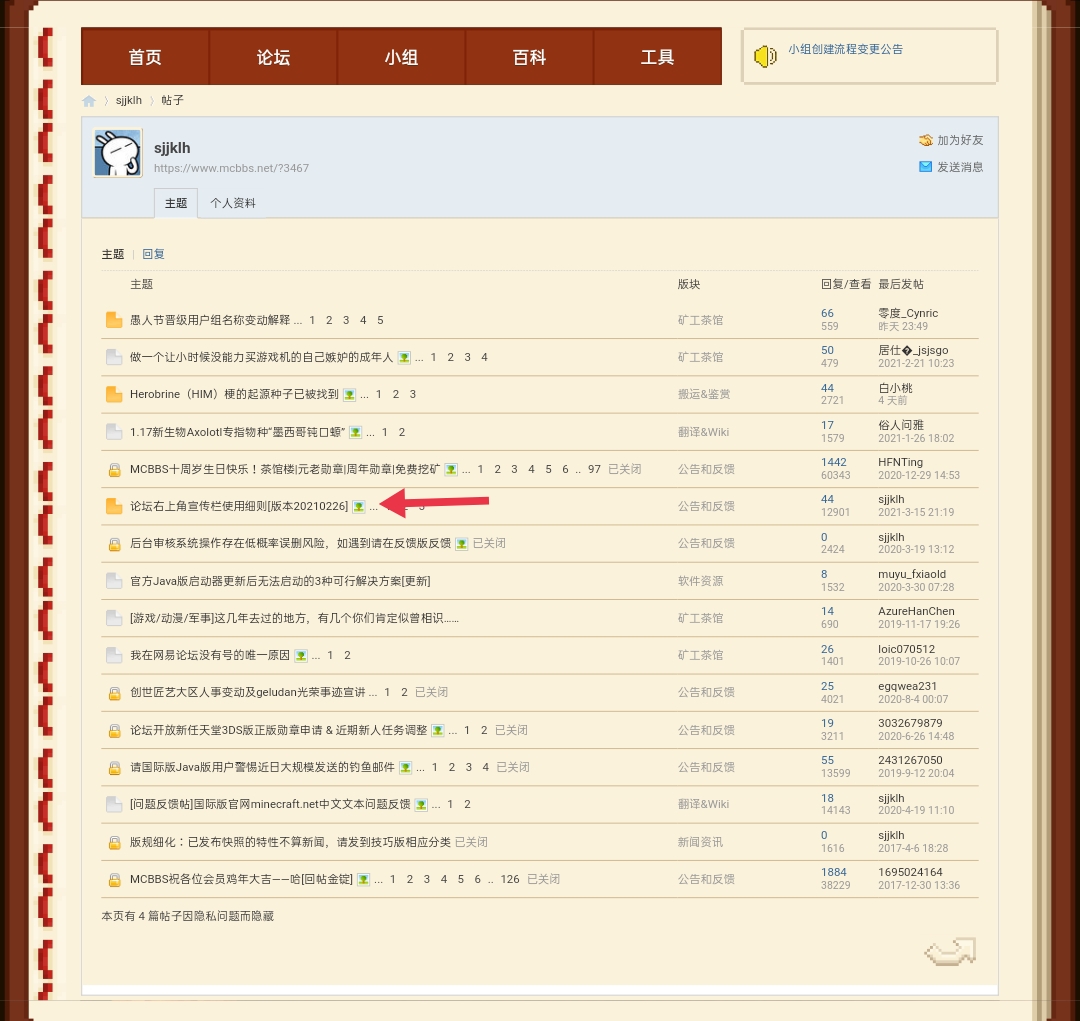 首页 论坛 小组 百科 工具
小组创建流程变更公告
sjjklh 帖子
sjjklh
https://www.mcbbs.net/?3467
加为好友
发送消息
主题 个人资料
主题 回复
主题 版块 回复/查看 最后发帖
愚人节晋级用户组名称变动解释 ... 1 2 3 4 5 矿工茶馆 66 零度_Cynric
559 昨天 23:49
做一个让小时候没能力买游戏机的自己嫉妒的成年人 ... 1 2 3 4 矿工茶馆 50 居仕�_jsjsgo
479 2021-2-21 10:23
Herobrine（HIM）梗的起源种子已被找到 ... 1 2 3 搬运&鉴赏 44 白小桃
2721 4 天前
1.17新生物Axolotl专指物种“墨西哥钝口螈” ... 1 2 翻译&Wiki 17 俗人问雅
1579 2021-1-26 18:02
MCBBS十周岁生日快乐！茶馆楼|元老勋章|周年勋章|免费挖矿 ... 1 2 3 4 5 6 .. 97 已关闭 公告和反馈 1442 HFNTing
60343 2020-12-29 14:53
论坛右上角宣传栏使用细则[版本20210226] ... 公告和反馈 44 sjjklh
12901 2021-3-15 21:19
后台审核系统操作存在低概率误删风险，如遇到请在反馈版反馈 已关闭 公告和反馈 0 sjjklh
2424 2020-3-19 13:12
官方Java版启动器更新后无法启动的3种可行解决方案[更新] 软件资源 8 muyu_fxiaold
1532 2020-3-30 07:28
[游戏/动漫/军事]这几年去过的地方，有几个你们肯定似曾相识…… 矿工茶馆 14 AzureHanChen
690 2019-11-17 19:26
我在网易论坛没有号的唯一原因 ... 1 2 矿工茶馆 26 loic070512
1401 2019-10-26 10:07
创世匠艺大区人事变动及geludan光荣事迹宣讲 ... 1 2 已关闭 公告和反馈 25 egqwea231
4021 2020-8-4 00:07
论坛开放新任天堂3DS版正版勋章申请 & 近期新人任务调整 ... 1 2 已关闭 公告和反馈 19 3032679879
3211 2020-6-26 14:48
请国际版Java版用户警惕近日大规模发送的钓鱼邮件 ... 1 2 3 4 已关闭 公告和反馈 55 2431267050
13599 2019-9-12 20:04
[问题反馈帖]国际版官网minecraft.net中文文本问题反馈 ... 1 2 翻译&Wiki 18 sjjklh
14143 2020-4-19 11:10
版规细化：已发布快照的特性不算新闻，请发到技巧版相应分类 已关闭 新闻资讯 0 sjjklh
1616 2017-4-6 18:28
MCBBS祝各位会员鸡年大吉——哈[回帖金锭] ... 1 2 3 4 5 6 .. 126 已关闭 公告和反馈 1884 1695024164
38229 2017-12-30 13:36
本页有 4 篇帖子因隐私问题而隐藏